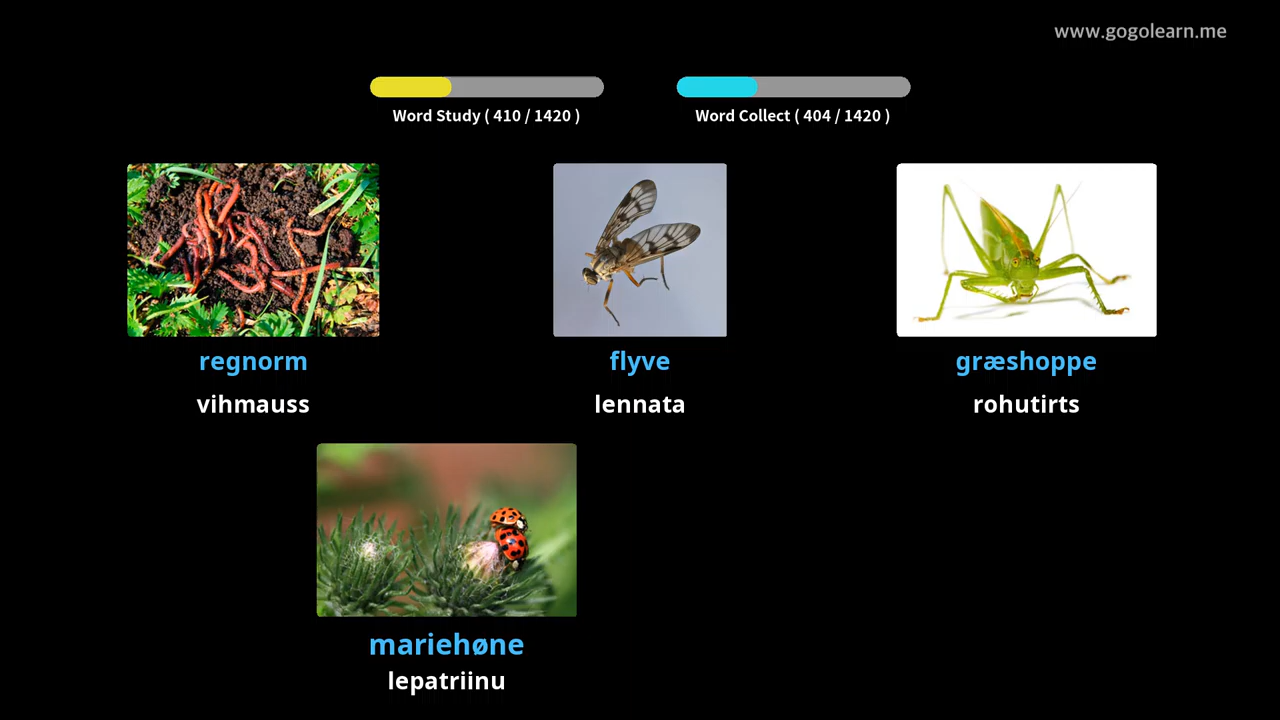 www.gogolearn.me
Word Study ( 410 / 1420 )
Word Collect ( 404 / 1420 )
regnorm
vihmauss
flyve
lennata
græshoppe
rohutirts
mariehøne
lepatriinu